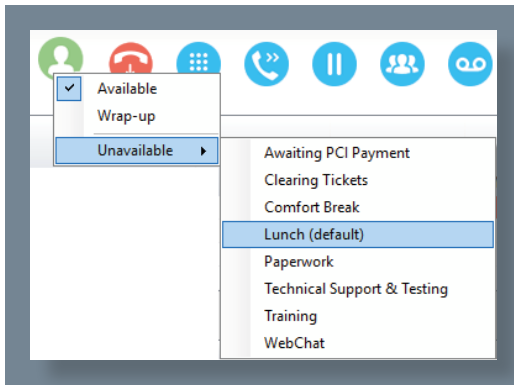 Available
Wrap-up
Unavailable
Awaiting PCI Payment
Clearing Tickets
Comfort Break
Lunch (default)
Paperwork
Technical Support & Testing
Training
WebChat